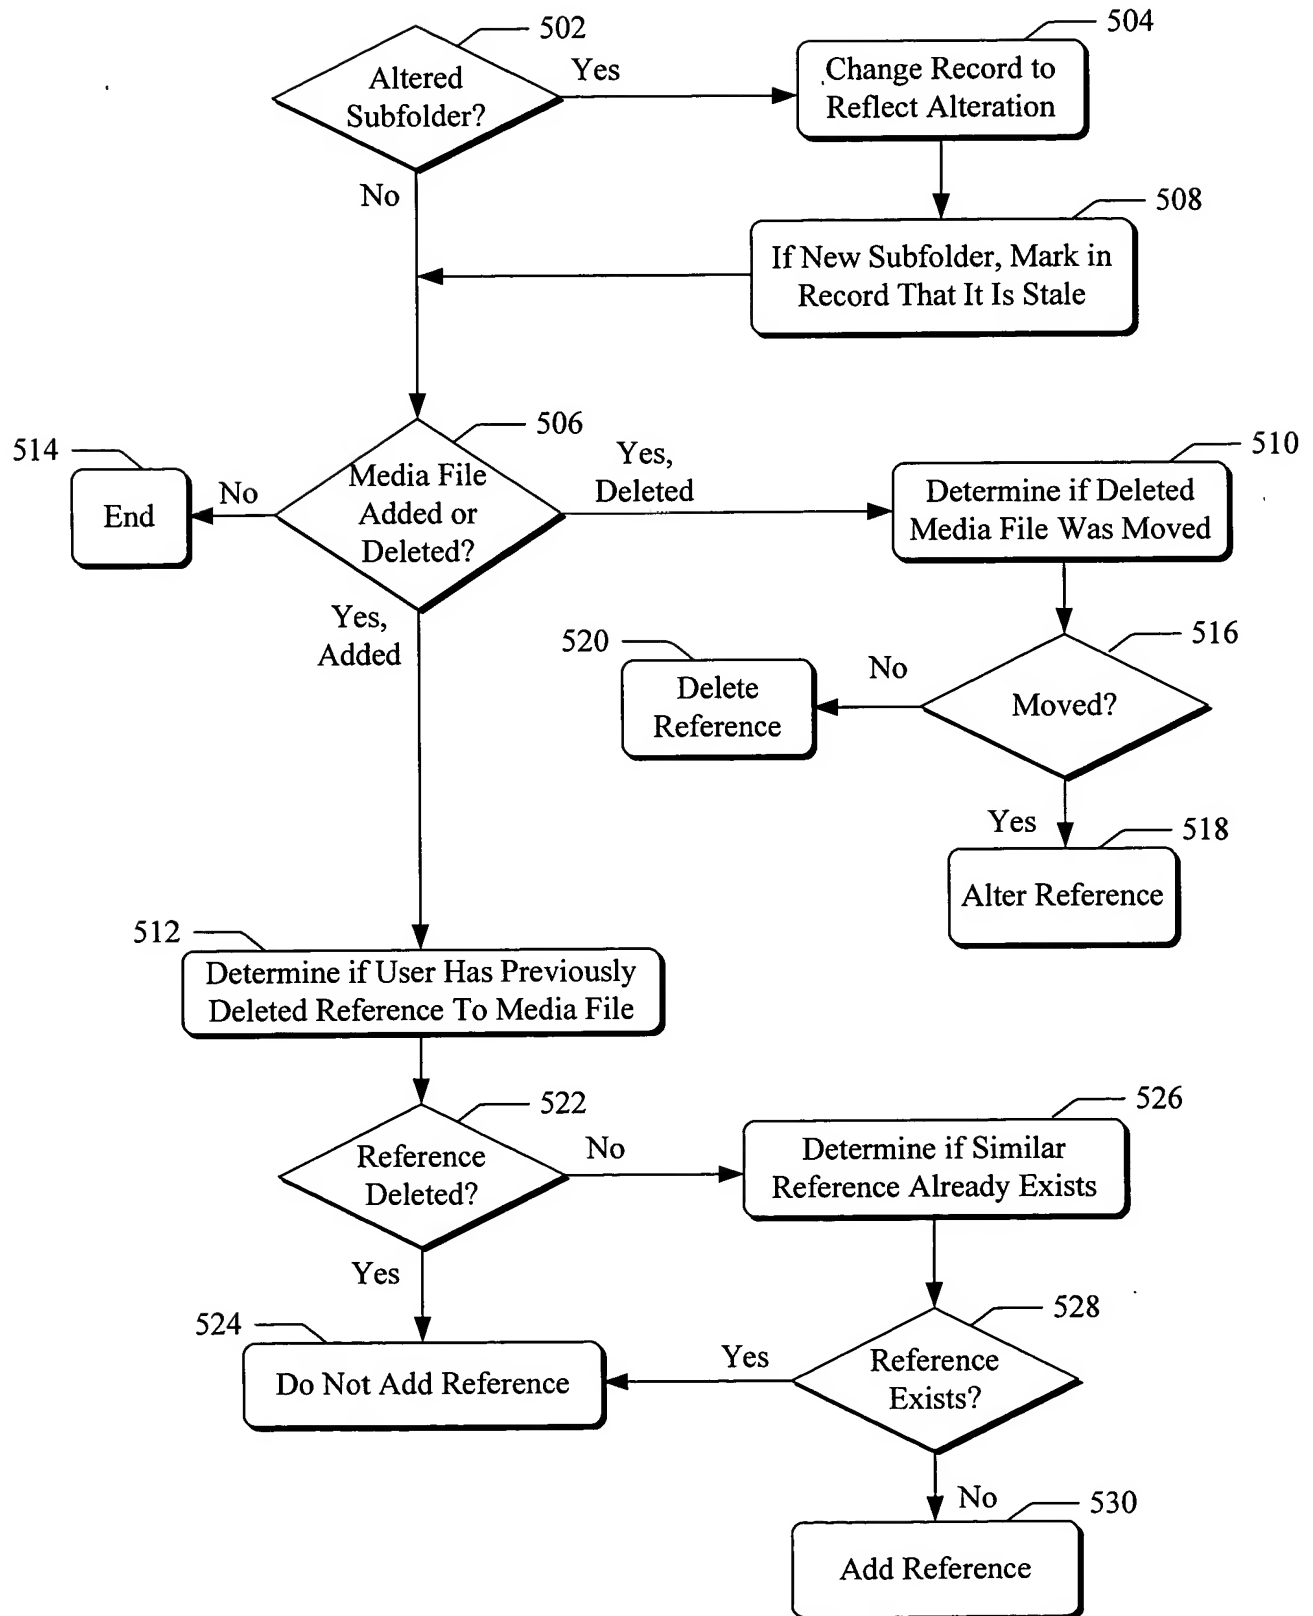 502
Altered
Subfolder?
Yes
504
Change Record to
Reflect Alteration
No
508
If New Subfolder, Mark in
Record That It Is Stale
514
End
No
506
Media File
Added or
Deleted?
Yes,
Deleted
510
Determine if Deleted
Media File Was Moved
Yes,
Added
520
Delete
Reference
No
516
Moved?
Yes
518
Alter Reference
512
Determine if User Has Previously
Deleted Reference To Media File
522
Reference
Deleted?
No
526
Determine if Similar
Reference Already Exists
Yes
524
Do Not Add Reference
Yes
528
Reference
Exists?
No
530
Add Reference